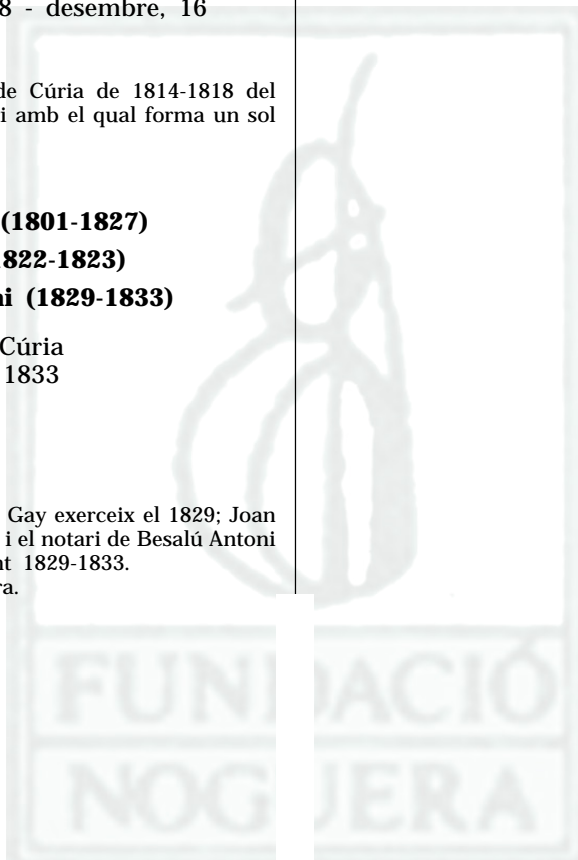 8 - desembre, 16
de Cúria de 1814-1818 del
i amb el qual forma un sol
(1801-1827)
822-1823)
ni (1829-1833)
Cúria
1833
Gay exerceix el 1829; Joan
i el notari de Besalú Antoni
nt 1829-1833.
ra.
FUNDACIÓ
NOGUERA